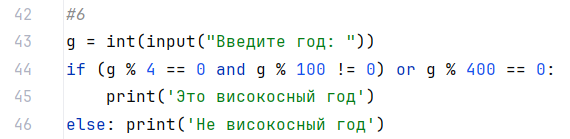 42 #6
43 g = int(input("Введите год: "))
44 if (g % 4 == 0 and g % 100 != 0) or g % 400 == 0:
45     print('Это високосный год')
46 else: print('Не високосный год')